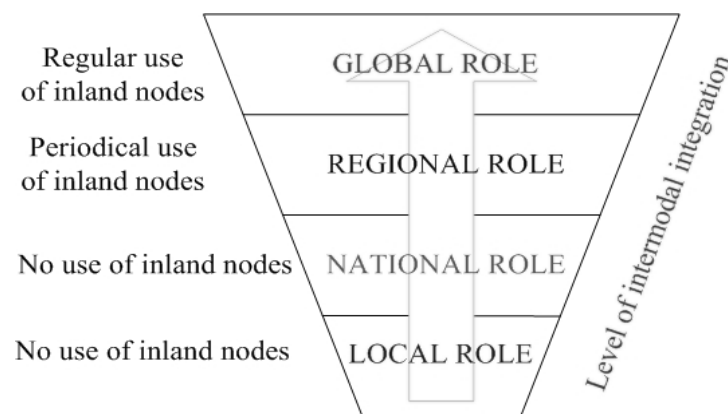 Regular use
of inland nodes
GLOBAL ROLE
Periodical use
of inland nodes
REGIONAL ROLE
No use of inland nodes
NATIONAL ROLE
No use of inland nodes
LOCAL ROLE
Level of intermodal integration